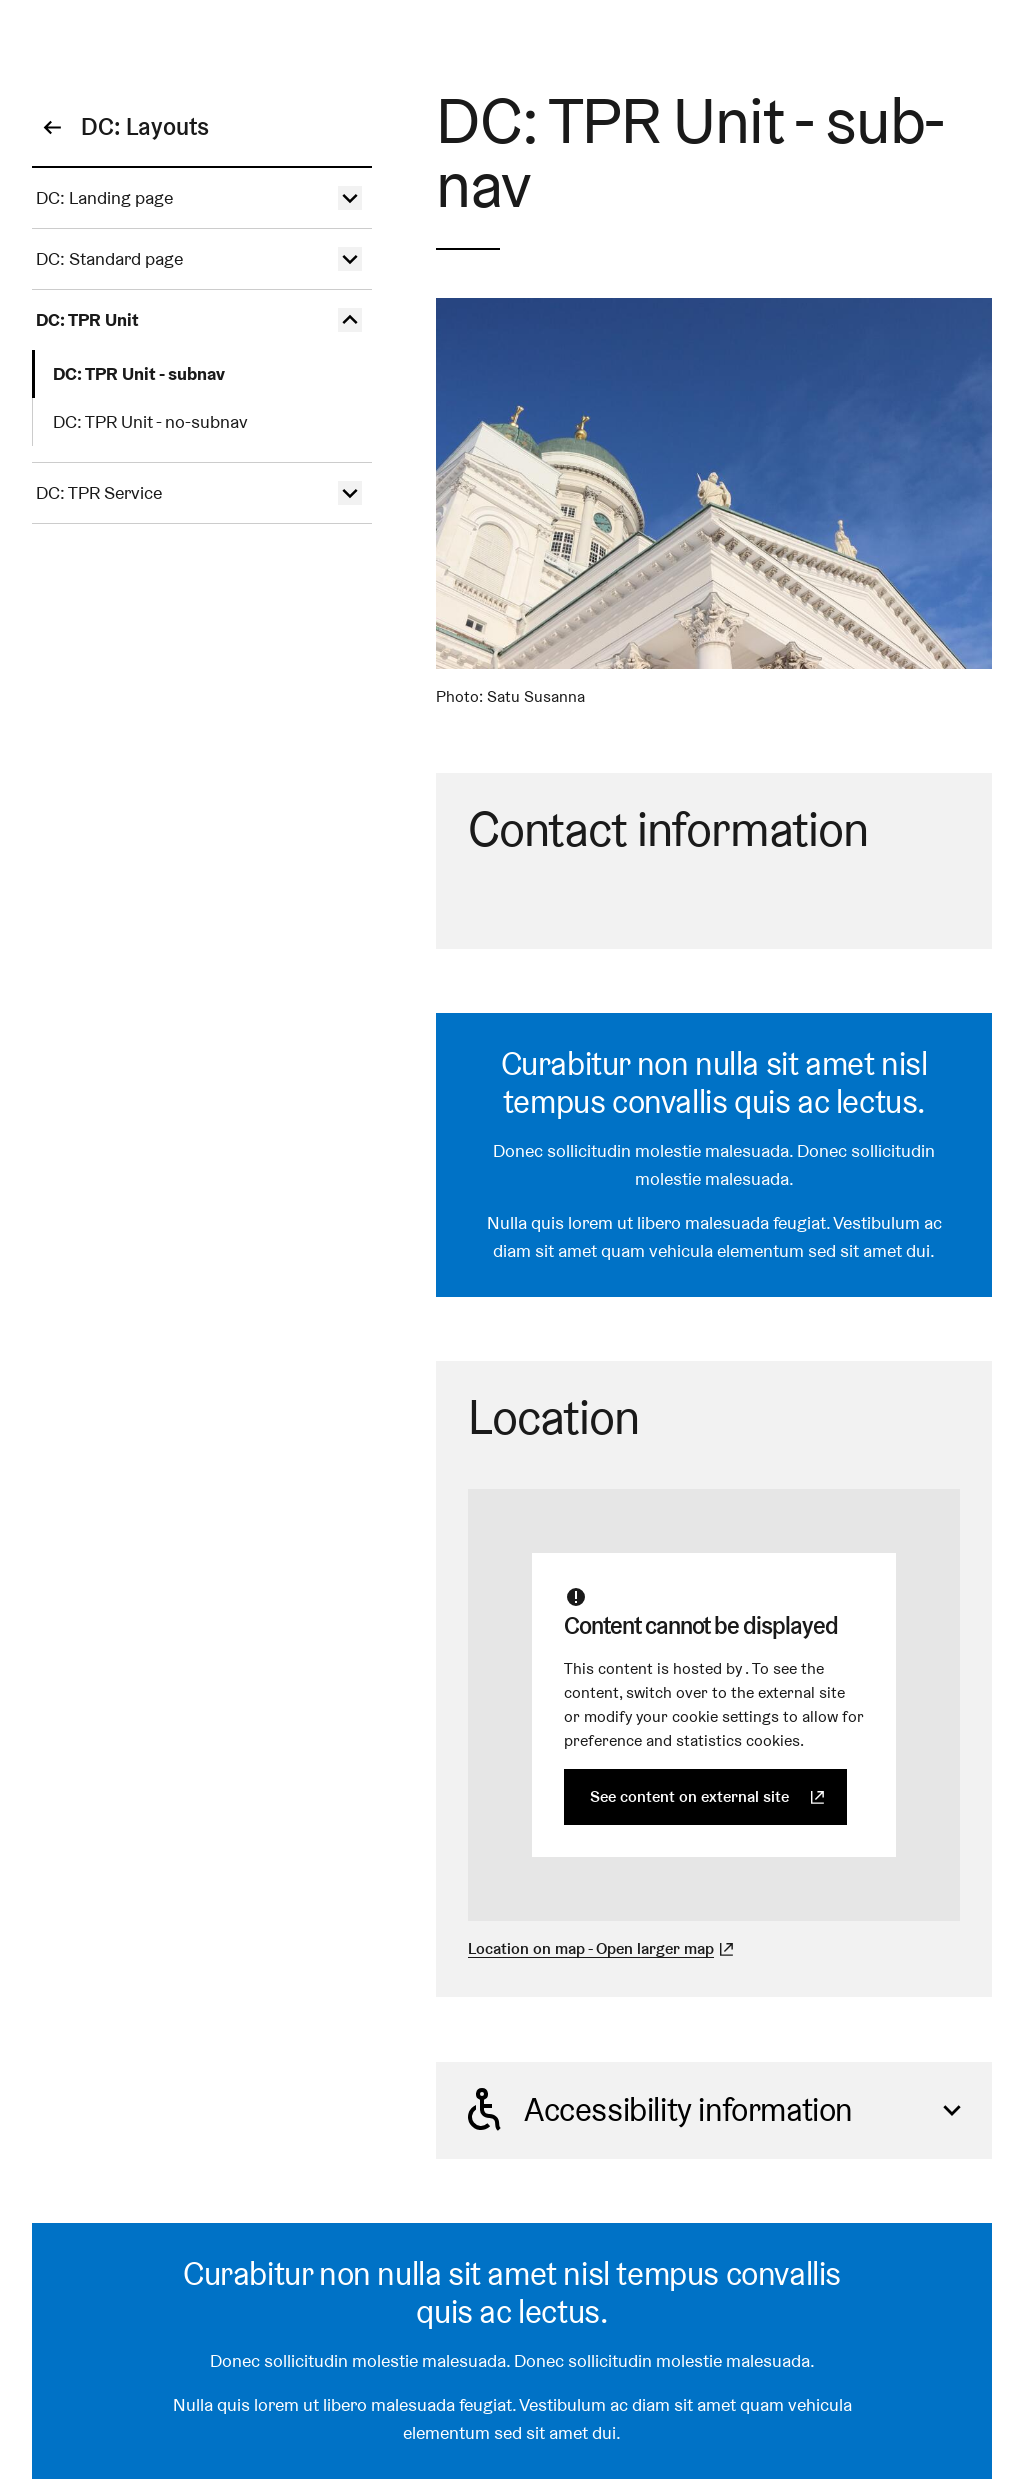 DC: Layouts
DC: Landing page
DC: Standard page
DC: TPR Unit
DC: TPR Unit - subnav
DC: TPR Unit - no-subnav
DC: TPR Service
DC: TPR Unit - sub-
nav
Photo: Satu Susanna
Contact information
Curabitur non nulla sit amet nisl
tempus convallis quis ac lectus.
Donec sollicitudin molestie malesuada. Donec sollicitudin
molestie malesuada.
Nulla quis lorem ut libero malesuada feugiat. Vestibulum ac
diam sit amet quam vehicula elementum sed sit amet dui.
Location
Content cannot be displayed
This content is hosted by . To see the
content, switch over to the external site
or modify your cookie settings to allow for
preference and statistics cookies.
See content on external site
Location on map - Open larger map
Accessibility information
Curabitur non nulla sit amet nisl tempus convallis
quis ac lectus.
Donec sollicitudin molestie malesuada. Donec sollicitudin molestie malesuada.
Nulla quis lorem ut libero malesuada feugiat. Vestibulum ac diam sit amet quam vehicula
elementum sed sit amet dui.